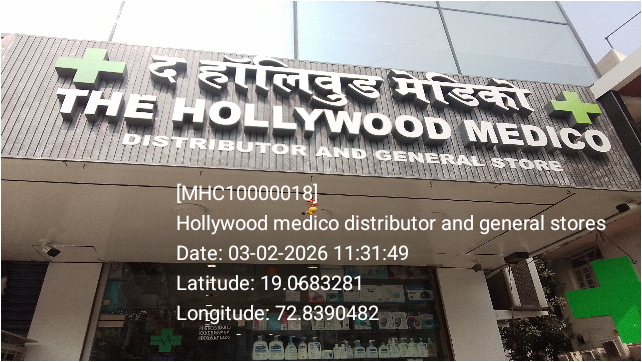 द हॉलिवुड मेडिको
THE HOLLYWOOD MEDICO
DISTRIBUTOR AND GENERAL STORE
[MHC10000018]
Hollywood medico distributor and general stores
Date: 03-02-2026 11:31:49
Latitude: 19.0683281
Longitude: 72.8390482